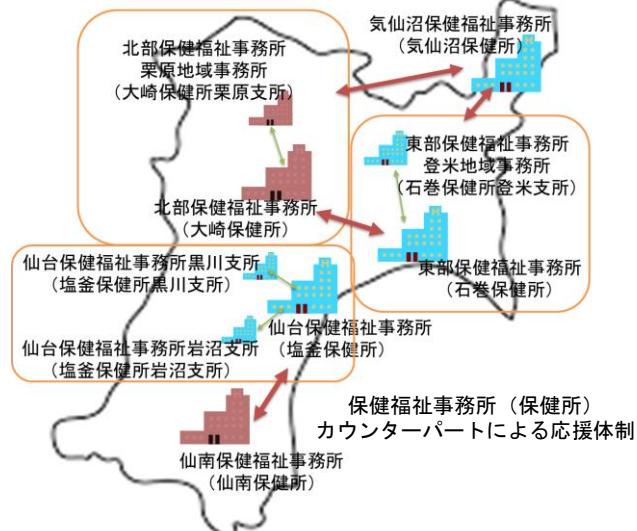 北部保健福祉事務所
栗原地域事務所
（大崎保健所栗原支所）
気仙沼保健福祉事務所
（気仙沼保健所）
東部保健福祉事務所
登米地域事務所
（石巻保健所登米支所）
北部保健福祉事務所
（大崎保健所）
東部保健福祉事務所
（石巻保健所）
仙台保健福祉事務所黒川支所
（塩釜保健所黒川支所）
仙台保健福祉事務所
（塩釜保健所）
仙台保健福祉事務所岩沼支所
（塩釜保健所岩沼支所）
仙南保健福祉事務所
（仙南保健所）
保健福祉事務所（保健所）
カウンターパートによる応援体制